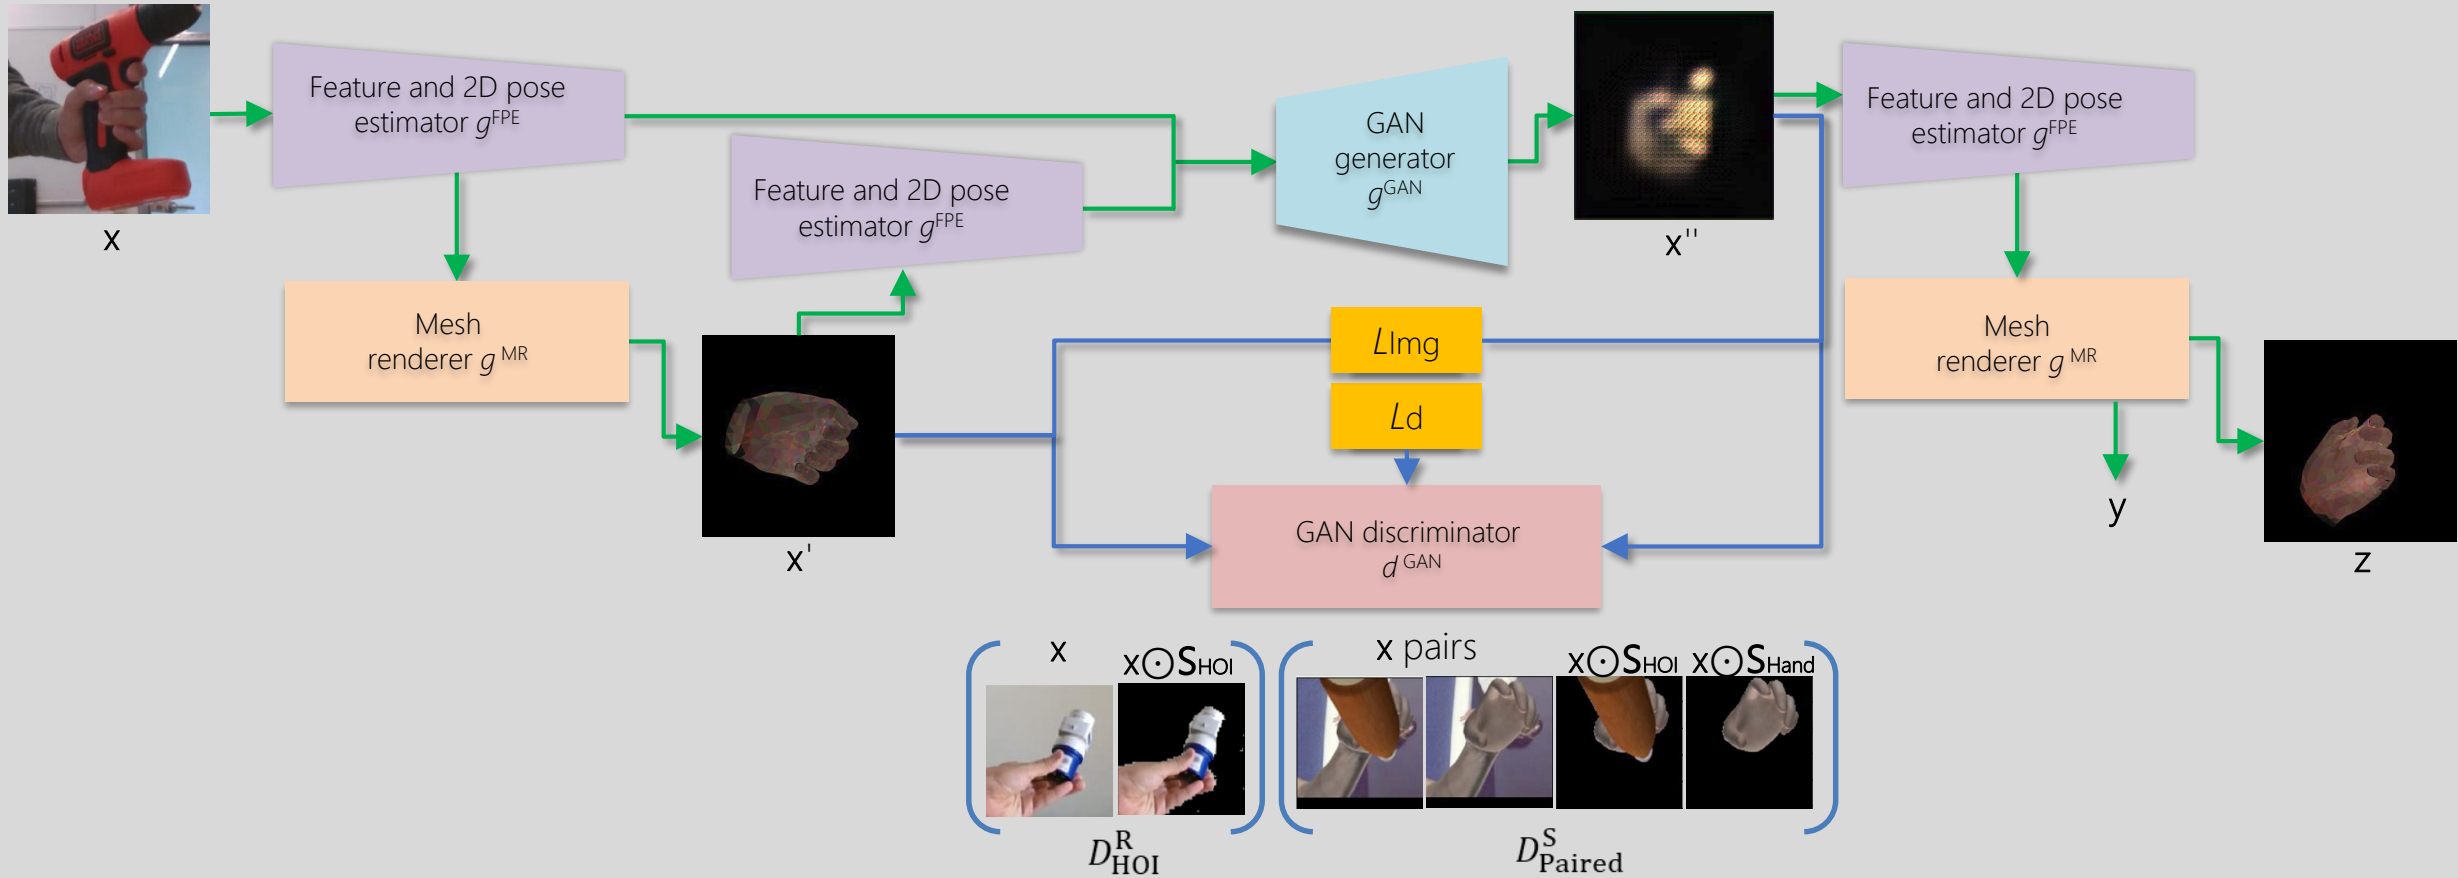 x
Feature and 2D pose
estimator g^FPE
Mesh
renderer g^MR
x'
Feature and 2D pose
estimator g^FPE
GAN
generator
g^GAN
x''
LImg
Ld
GAN discriminator
d^GAN
Feature and 2D pose
estimator g^FPE
Mesh
renderer g^MR
y
z
x
x⊙S_HOI
D^R_HOI
x pairs
x⊙S_HOI
x⊙S_Hand
D^S_Paired